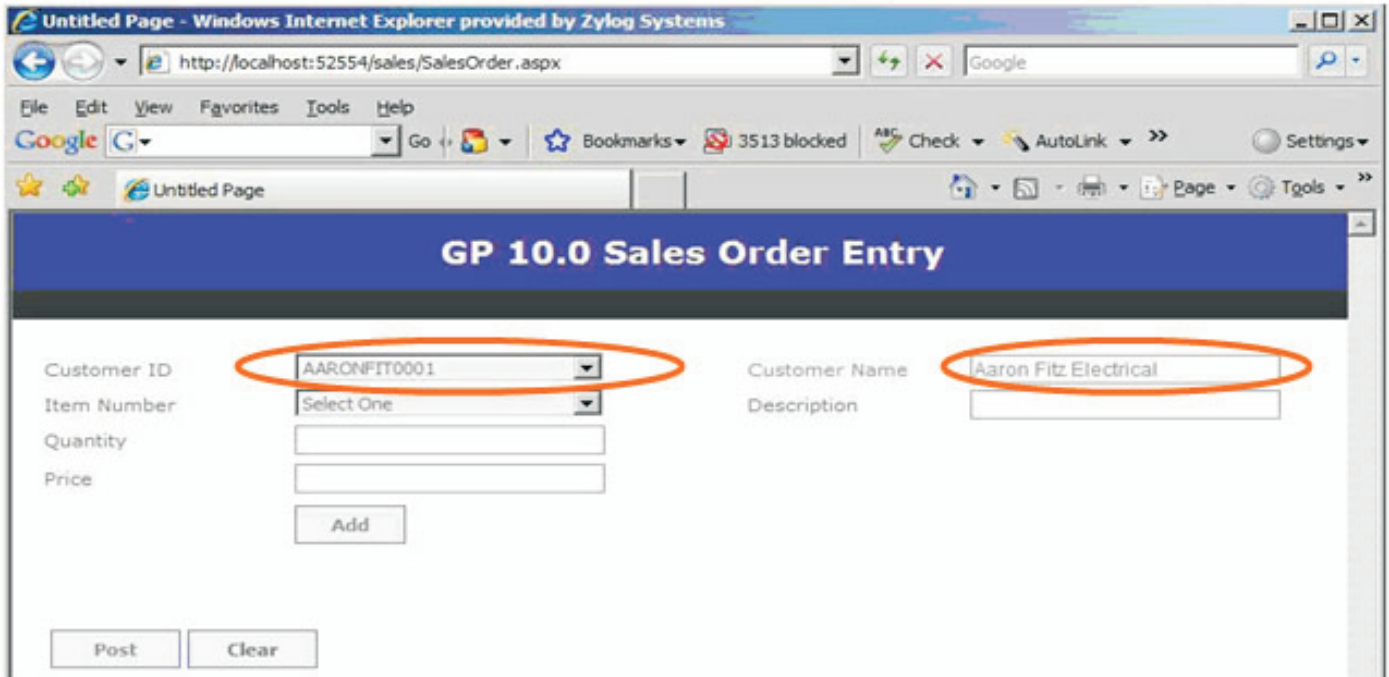 Untitled Page - Windows Internet Explorer provided by Zylog Systems
http://localhost:52554/sales/SalesOrder.aspx Google
File Edit View Favorites Tools Help
Google G Go Bookmarks 3513 blocked ABC Check AutoLink » Settings
Untitled Page Page Tools »
GP 10.0 Sales Order Entry
Customer ID AARONFIT0001 Customer Name Aaron Fitz Electrical
Item Number Select One Description
Quantity
Price
Add
Post Clear